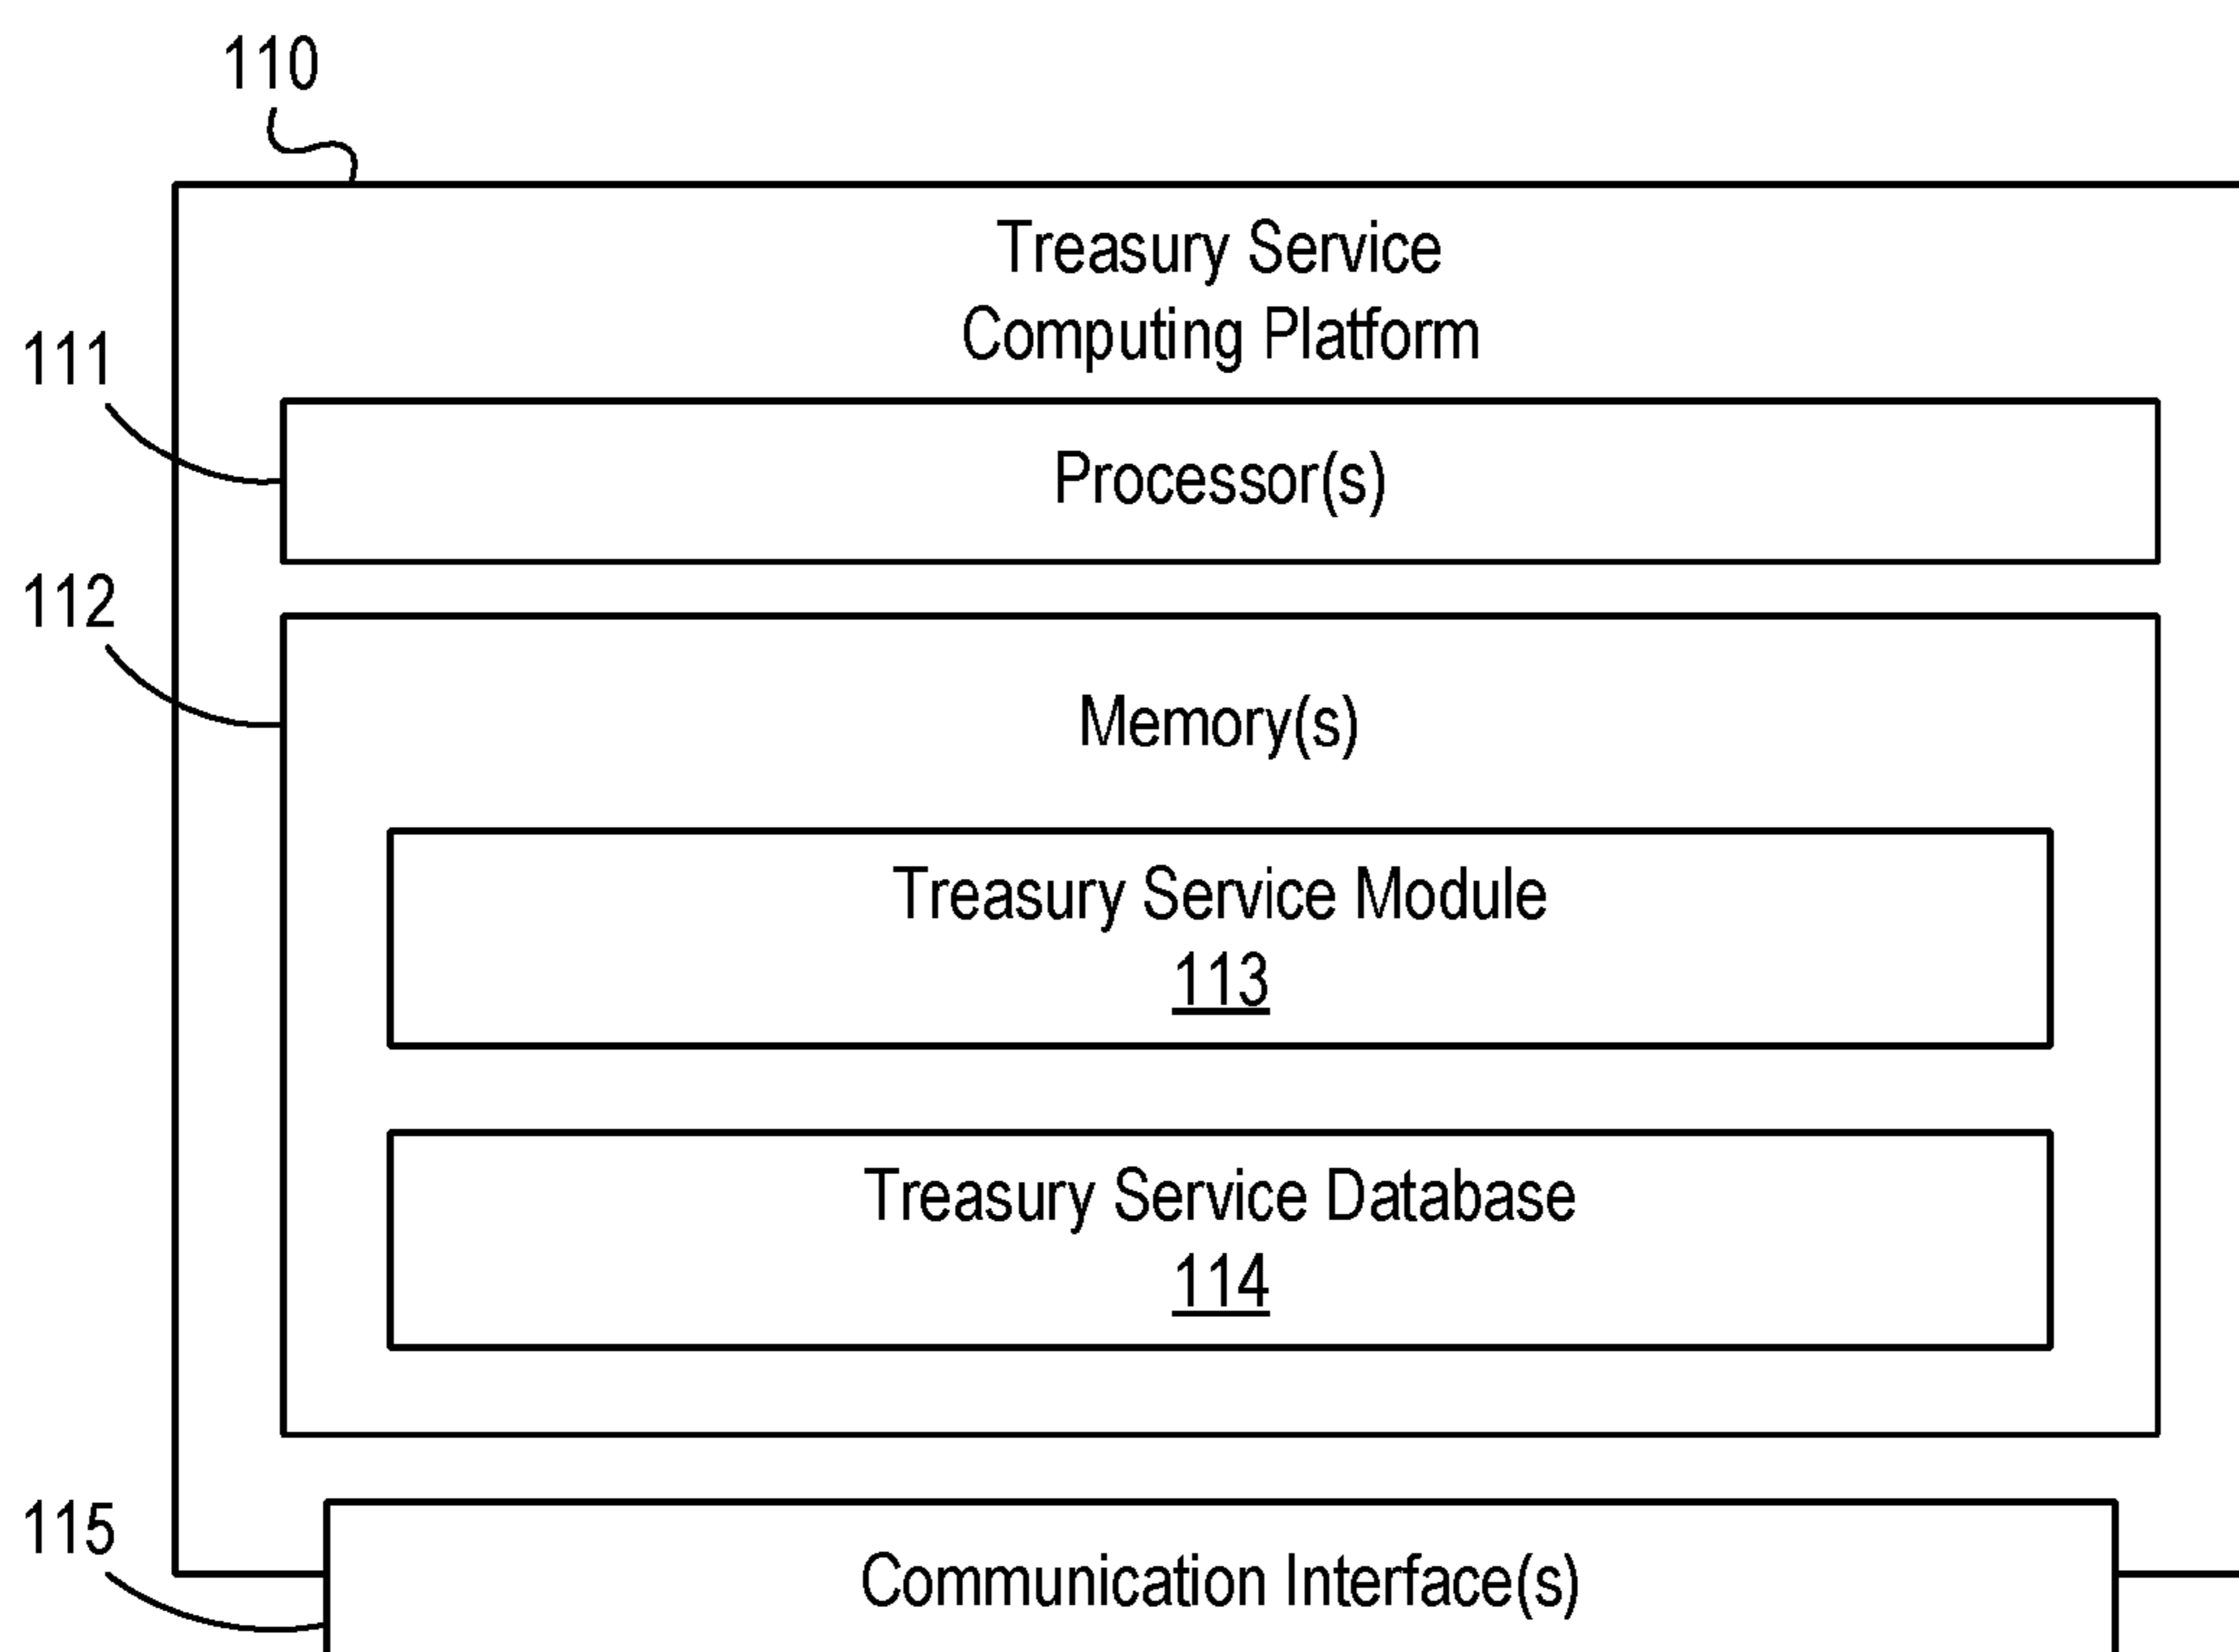 110
Treasury Service
Computing Platform
111
Processor(s)
112
Memory(s)
Treasury Service Module
113
Treasury Service Database
114
115
Communication Interface(s)